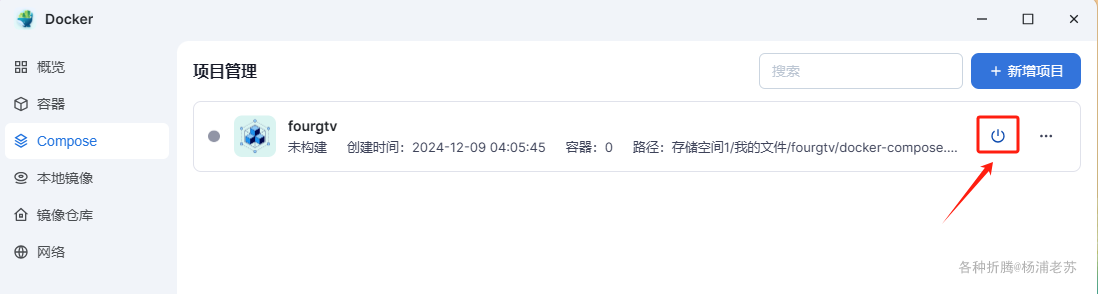 Docker
概览
容器
Compose
本地镜像
镜像仓库
网络
项目管理
搜索
+ 新增项目
fourgtv
未构建 创建时间：2024-12-09 04:05:45 容器：0 路径：存储空间1/我的文件/fourgtv/docker-compose....
各种折腾@杨浦老苏